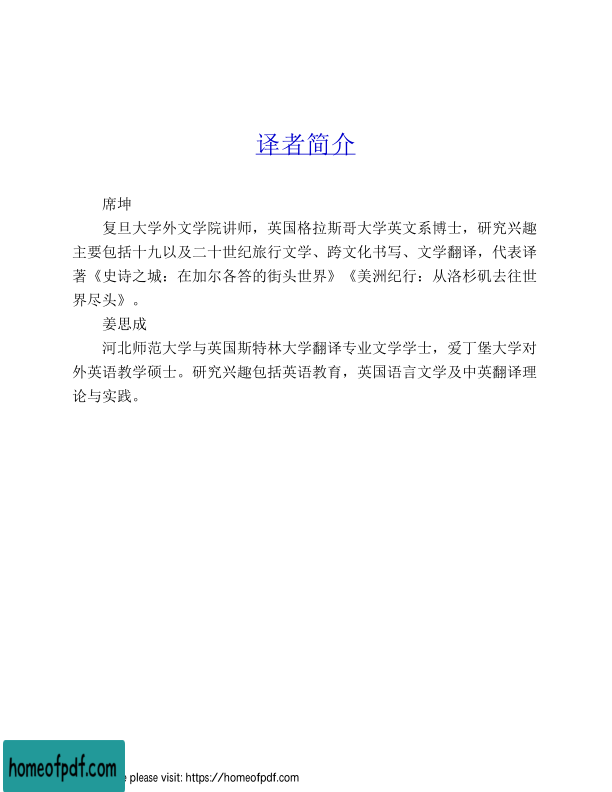 译者简介
席坤
复旦大学外文学院讲师，英国格拉斯哥大学英文系博士，研究兴趣
主要包括十九以及二十世纪旅行文学、跨文化书写、文学翻译，代表译
著《史诗之城：在加尔各答的街头世界》《美洲纪行：从洛杉矶去往世
界尽头》。
姜思成
河北师范大学与英国斯特林大学翻译专业文学学士，爱丁堡大学对
外英语教学硕士。研究兴趣包括英语教育，英国语言文学及中英翻译理
论与实践。
homeofpdf.com
please visit: https://homeofpdf.com